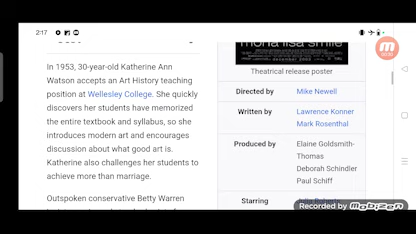 2:17
mona lisa smile
Theatrical release poster
In 1953, 30-year-old Katherine Ann
Watson accepts an Art History teaching
position at Wellesley College. She quickly
discovers her students have memorized
the entire textbook and syllabus, so she
introduces modern art and encourages
discussion about what good art is.
Katherine also challenges her students to
achieve more than marriage.
Outspoken conservative Betty Warren
Directed by Mike Newell
Written by Lawrence Konner
Mark Rosenthal
Produced by Elaine Goldsmith-
Thomas
Deborah Schindler
Paul Schiff
Starring
Recorded by Mobizen